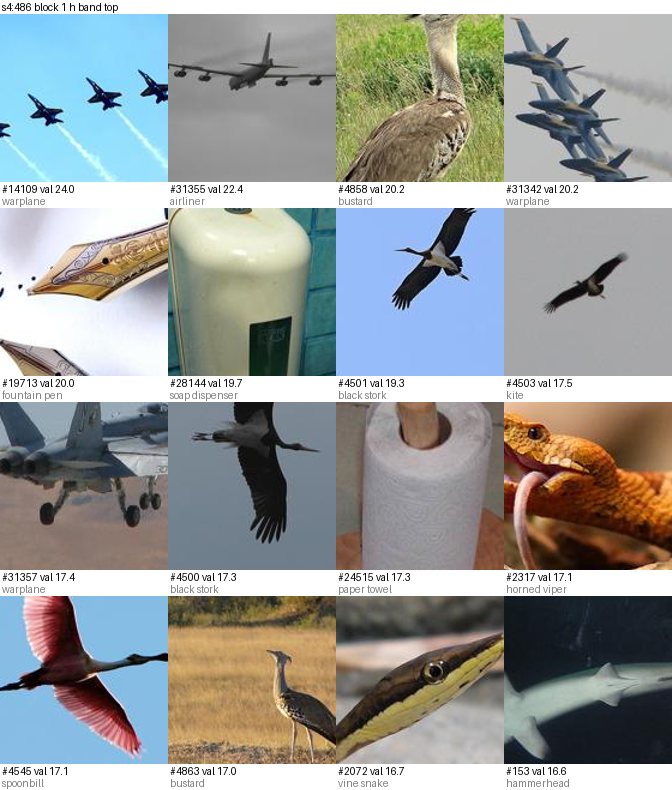 s4:486 block 1 h band top
#14109 val 24.0
warplane
#31355 val 22.4
airliner
#4858 val 20.2
bustard
#31342 val 20.2
warplane
#19713 val 20.0
fountain pen
#28144 val 19.7
soap dispenser
#4501 val 19.3
black stork
#4503 val 17.5
kite
#31357 val 17.4
warplane
#4500 val 17.3
black stork
#24515 val 17.3
paper towel
#2317 val 17.1
horned viper
#4545 val 17.1
spoonbill
#4863 val 17.0
bustard
#2072 val 16.7
vine snake
#153 val 16.6
hammerhead